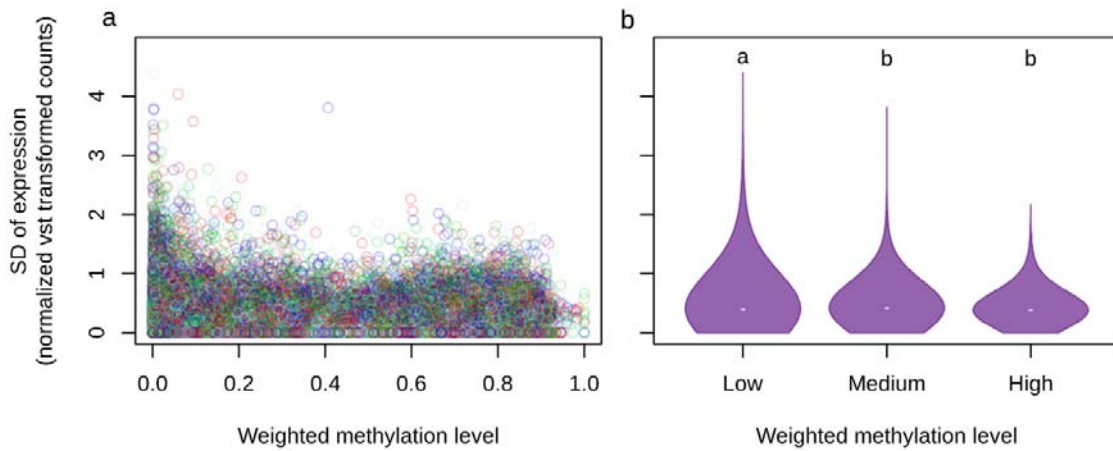 a
b
SD of expression
(normalized vst transformed counts)
4
3
2
1
0
0.0 0.2 0.4 0.6 0.8 1.0
Weighted methylation level
a b b
Low Medium High
Weighted methylation level